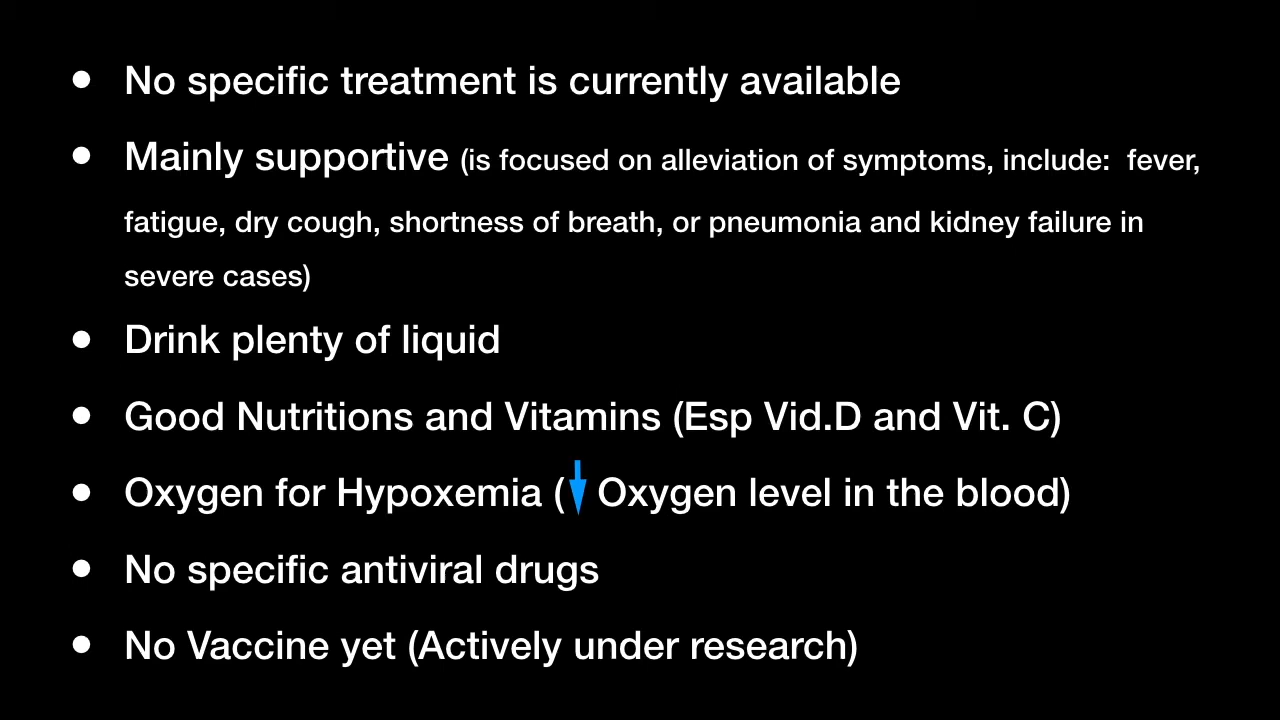 • No specific treatment is currently available
• Mainly supportive (is focused on alleviation of symptoms, include:  fever,
fatigue, dry cough, shortness of breath, or pneumonia and kidney failure in
severe cases)
• Drink plenty of liquid
• Good Nutritions and Vitamins (Esp Vid.D and Vit. C)
• Oxygen for Hypoxemia ( Oxygen level in the blood)
• No specific antiviral drugs
• No Vaccine yet (Actively under research)